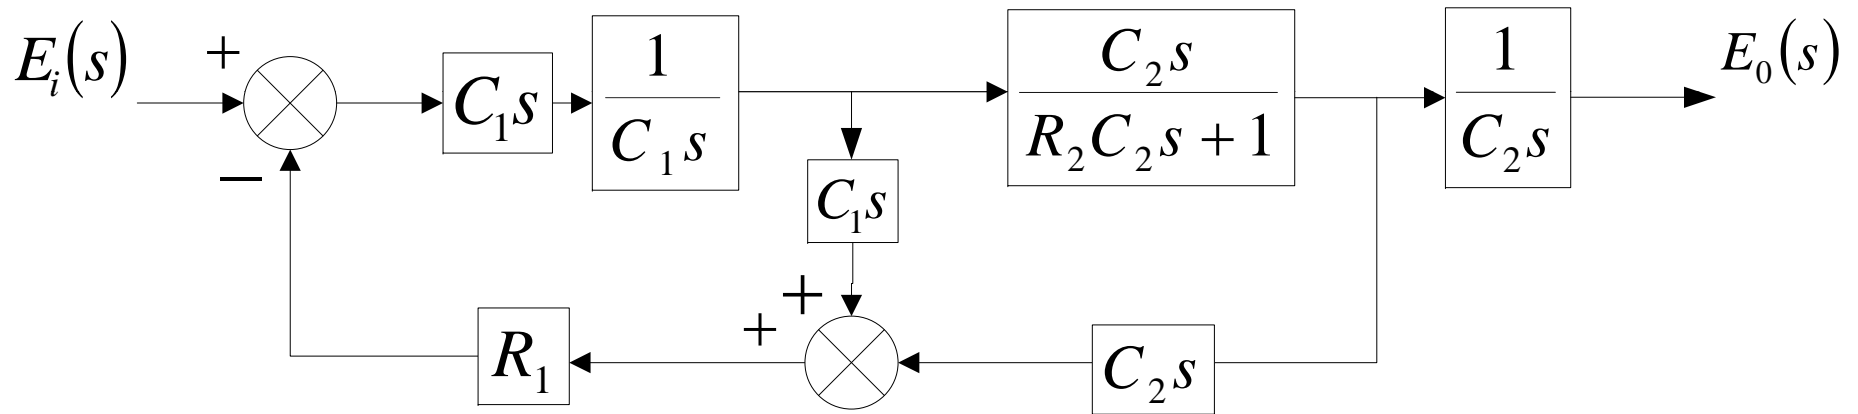 E_i(s)
+
−
C_1 s
1
C_1 s
C_2 s
R_2 C_2 s + 1
1
C_2 s
E_0(s)
C_1 s
+
+
R_1
C_2 s